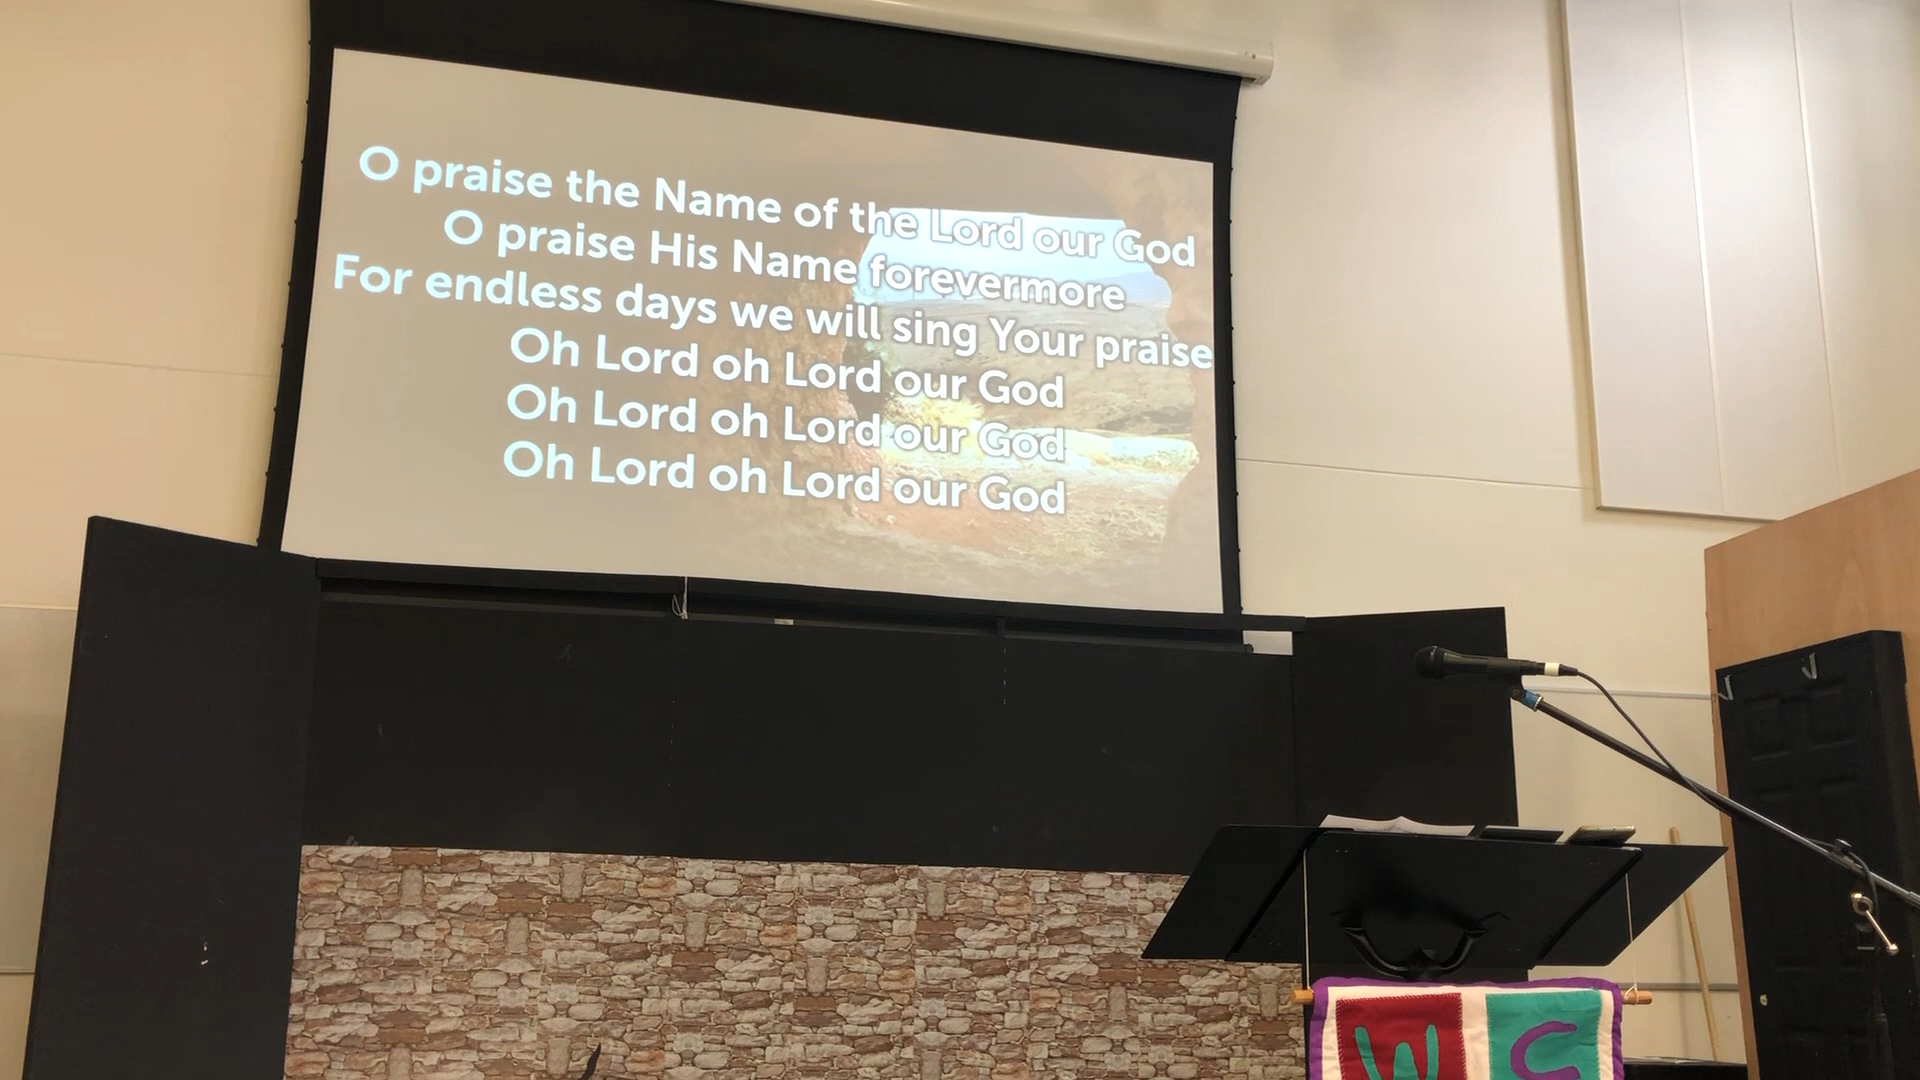 O praise the Name of the Lord our God
O praise His Name forevermore
For endless days we will sing Your praise
Oh Lord oh Lord our God
Oh Lord oh Lord our God
Oh Lord oh Lord our God
W C